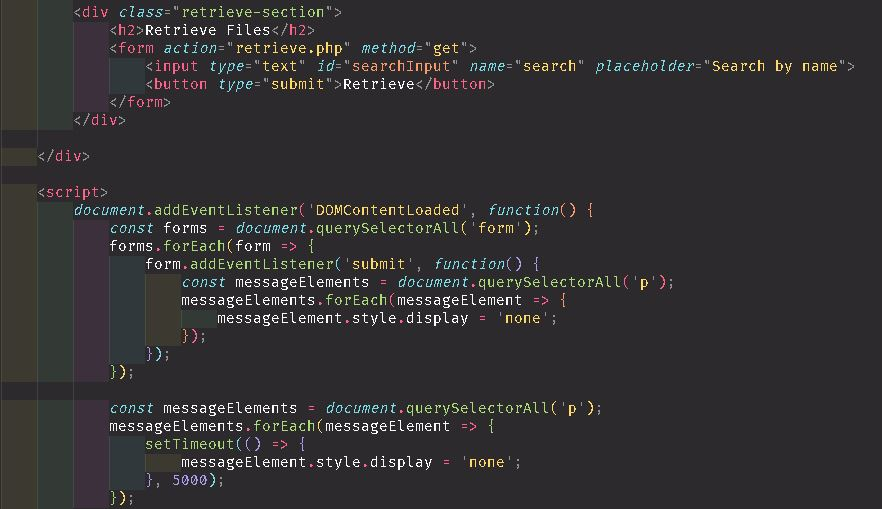 <div class="retrieve-section">
<h2>Retrieve Files</h2>
<form action="retrieve.php" method="get">
<input type="text" id="searchInput" name="search" placeholder="Search by name">
<button type="submit">Retrieve</button>
</form>
</div>
</div>
<script>
document.addEventListener('DOMContentLoaded', function() {
const forms = document.querySelectorAll('form');
forms.forEach(form => {
form.addEventListener('submit', function() {
const messageElements = document.querySelectorAll('p');
messageElements.forEach(messageElement => {
messageElement.style.display = 'none';
});
});
});
const messageElements = document.querySelectorAll('p');
messageElements.forEach(messageElement => {
setTimeout(() => {
messageElement.style.display = 'none';
}, 5000);
});